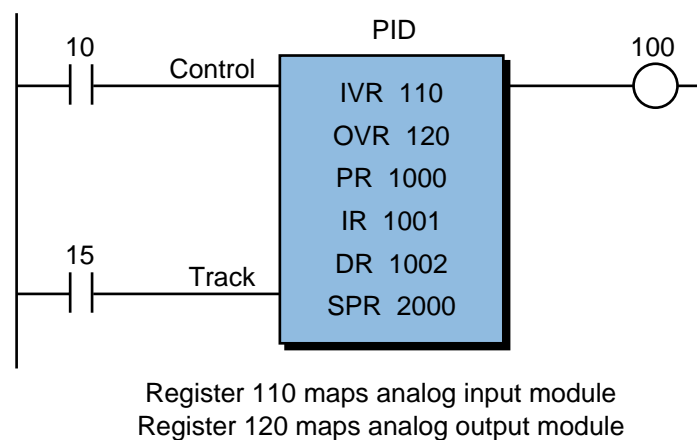 PID
10
Control
100
IVR 110
OVR 120
PR 1000
IR 1001
DR 1002
SPR 2000
15
Track
Register 110 maps analog input module
Register 120 maps analog output module